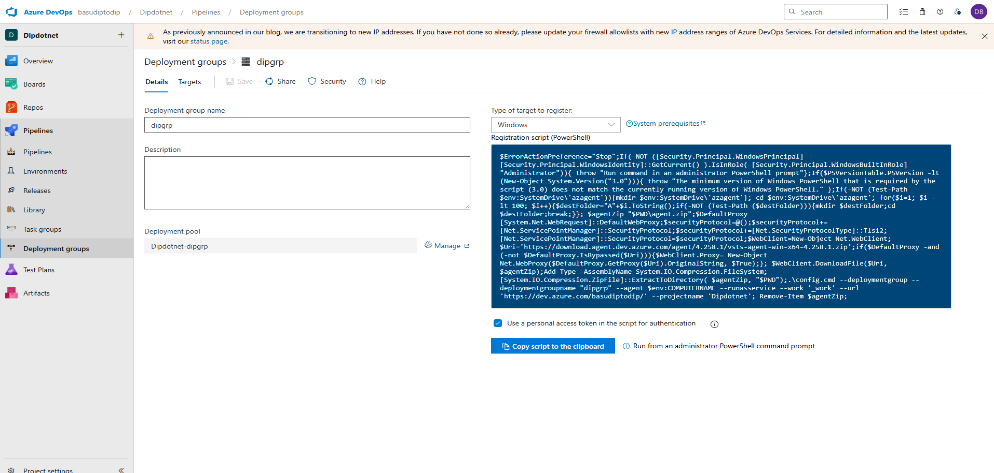 Azure DevOps basudiptodip / Dipdotnet / Pipelines / Deployment groups
Search
DB
D Dipdotnet
Overview
Boards
Repos
Pipelines
Pipelines
Environments
Releases
Library
Task groups
Deployment groups
Test Plans
Artifacts
Project settings
As previously announced in our blog, we are transitioning to new IP addresses. If you have not done so already, please update your firewall allowlists with new IP address ranges of Azure DevOps Services. For detailed information and the latest updates,
visit our status page.
Deployment groups > dipgrp
Details Targets Save Share Security Help
Deployment group name
dipgrp
Description
Deployment pool
Dipdotnet-dipgrp
Manage
Type of target to register:
Windows
System prerequisites
Registration script (PowerShell)
$ErrorActionPreference="Stop";If(-NOT ([Security.Principal.WindowsPrincipal]
[Security.Principal.WindowsIdentity]::GetCurrent() ).IsInRole( [Security.Principal.WindowsBuiltInRole]
"Administrator")){ throw "Run command in an administrator PowerShell prompt"};If($PSVersionTable.PSVersion -lt
(New-Object System.Version("3.0"))){ throw "The minimum version of Windows PowerShell that is required by the
script (3.0) does not match the currently running version of Windows PowerShell." };If(-NOT (Test-Path
$env:SystemDrive\'azagent')){mkdir $env:SystemDrive\'azagent'}; cd $env:SystemDrive\'azagent'; for($i=1; $i
-lt 100; $i++){$destFolder="A"+$i.ToString();if(-NOT (Test-Path ($destFolder))){mkdir $destFolder;cd
$destFolder;break;}}; $agentZip="$PWD\agent.zip";$DefaultProxy=
[System.Net.WebRequest]::DefaultWebProxy;$securityProtocol=@();$securityProtocol+=
[Net.ServicePointManager]::SecurityProtocol;$securityProtocol+=[Net.SecurityProtocolType]::Tls12;
[Net.ServicePointManager]::SecurityProtocol=$securityProtocol;$WebClient=New-Object Net.WebClient;
$Uri='https://download.agent.dev.azure.com/agent/4.258.1/vsts-agent-win-x64-4.258.1.zip';if($DefaultProxy -and
(-not $DefaultProxy.IsBypassed($Uri))){$WebClient.Proxy= New-Object
Net.WebProxy($DefaultProxy.GetProxy($Uri).OriginalString, $True);}; $WebClient.DownloadFile($Uri,
$agentZip);Add-Type -AssemblyName System.IO.Compression.FileSystem;
[System.IO.Compression.ZipFile]::ExtractToDirectory( $agentZip, "$PWD");.\config.cmd --deploymentgroup --
deploymentgroupname "dipgrp" --agent $env:COMPUTERNAME --runasservice --work '_work' --url
'https://dev.azure.com/basudiptodip/' --projectname 'Dipdotnet'; Remove-Item $agentZip;
Use a personal access token in the script for authentication
Copy script to the clipboard Run from an administrator PowerShell command prompt